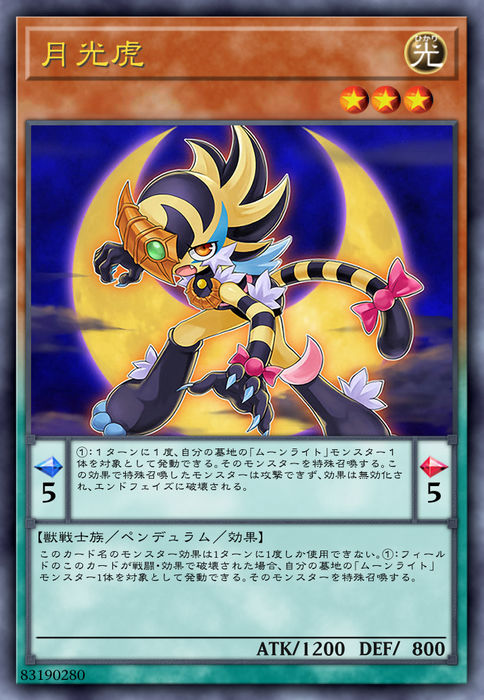 月光虎
ひかり
光
①:1ターンに1度、自分の墓地の「ムーンライト」モンスター1
体を対象として発動できる。そのモンスターを特殊召喚する。こ
の効果で特殊召喚したモンスターは攻撃できず、効果は無効化さ
れ、エンドフェイズに破壊される。
5
5
【獣戦士族/ペンデュラム/効果】
このカード名のモンスター効果は1ターンに1度しか使用できない。①:フィール
ドのこのカードが戦闘・効果で破壊された場合、自分の墓地の「ムーンライト」
モンスター1体を対象として発動できる。そのモンスターを特殊召喚する。
ATK/1200 DEF/ 800
83190280